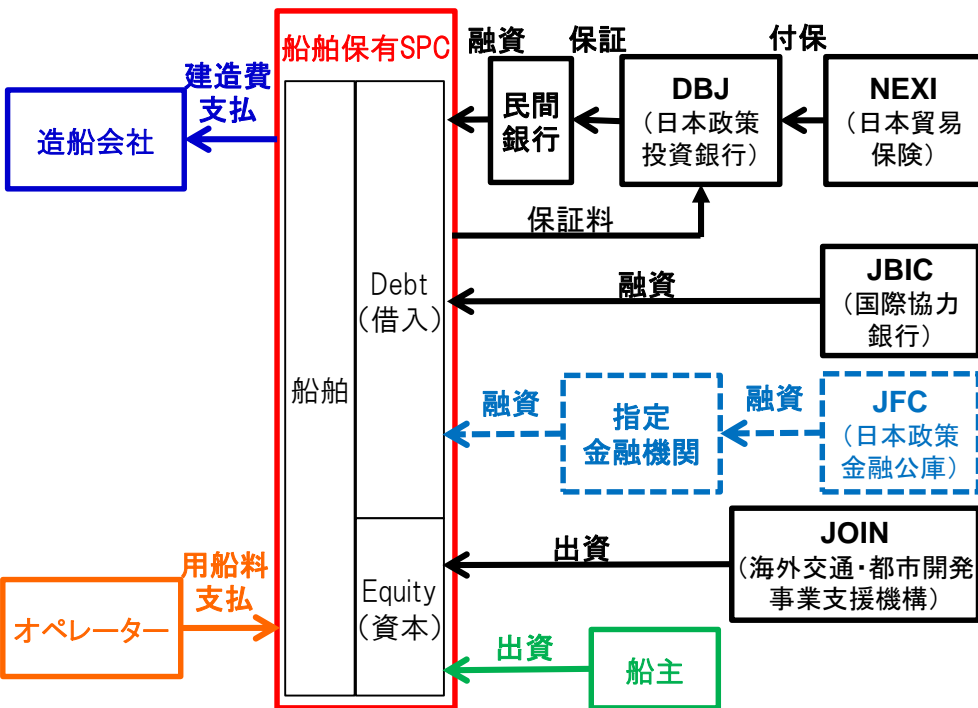 船舶保有SPC
融資
保証
付保
建造費
支払
造船会社
民間
銀行
DBJ
（日本政策
投資銀行）
NEXI
（日本貿易
保険）
保証料
Debt
（借入）
融資
JBIC
（国際協力
銀行）
船舶
融資
指定
金融機関
融資
JFC
（日本政策
金融公庫）
用船料
支払
オペレーター
Equity
（資本）
出資
JOIN
（海外交通・都市開発
事業支援機構）
出資
船主